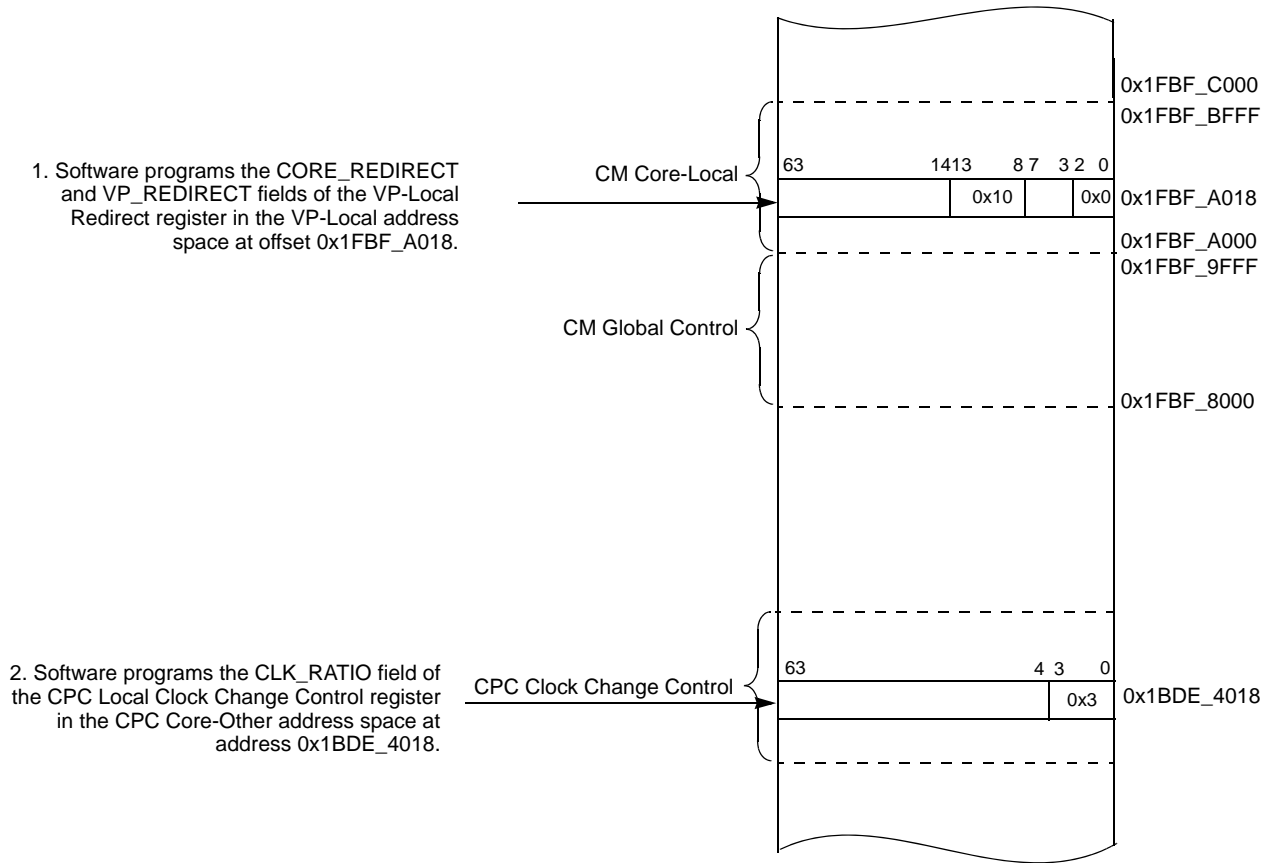 0x1FBF_C000
0x1FBF_BFFF
1. Software programs the CORE_REDIRECT
and VP_REDIRECT fields of the VP-Local
Redirect register in the VP-Local address
space at offset 0x1FBF_A018.
CM Core-Local
63 1413 8 7 3 2 0
0x10 0x0 0x1FBF_A018
0x1FBF_A000
0x1FBF_9FFF
CM Global Control
0x1FBF_8000
2. Software programs the CLK_RATIO field of
the CPC Local Clock Change Control register
in the CPC Core-Other address space at
address 0x1BDE_4018.
CPC Clock Change Control
63 4 3 0
0x3 0x1BDE_4018